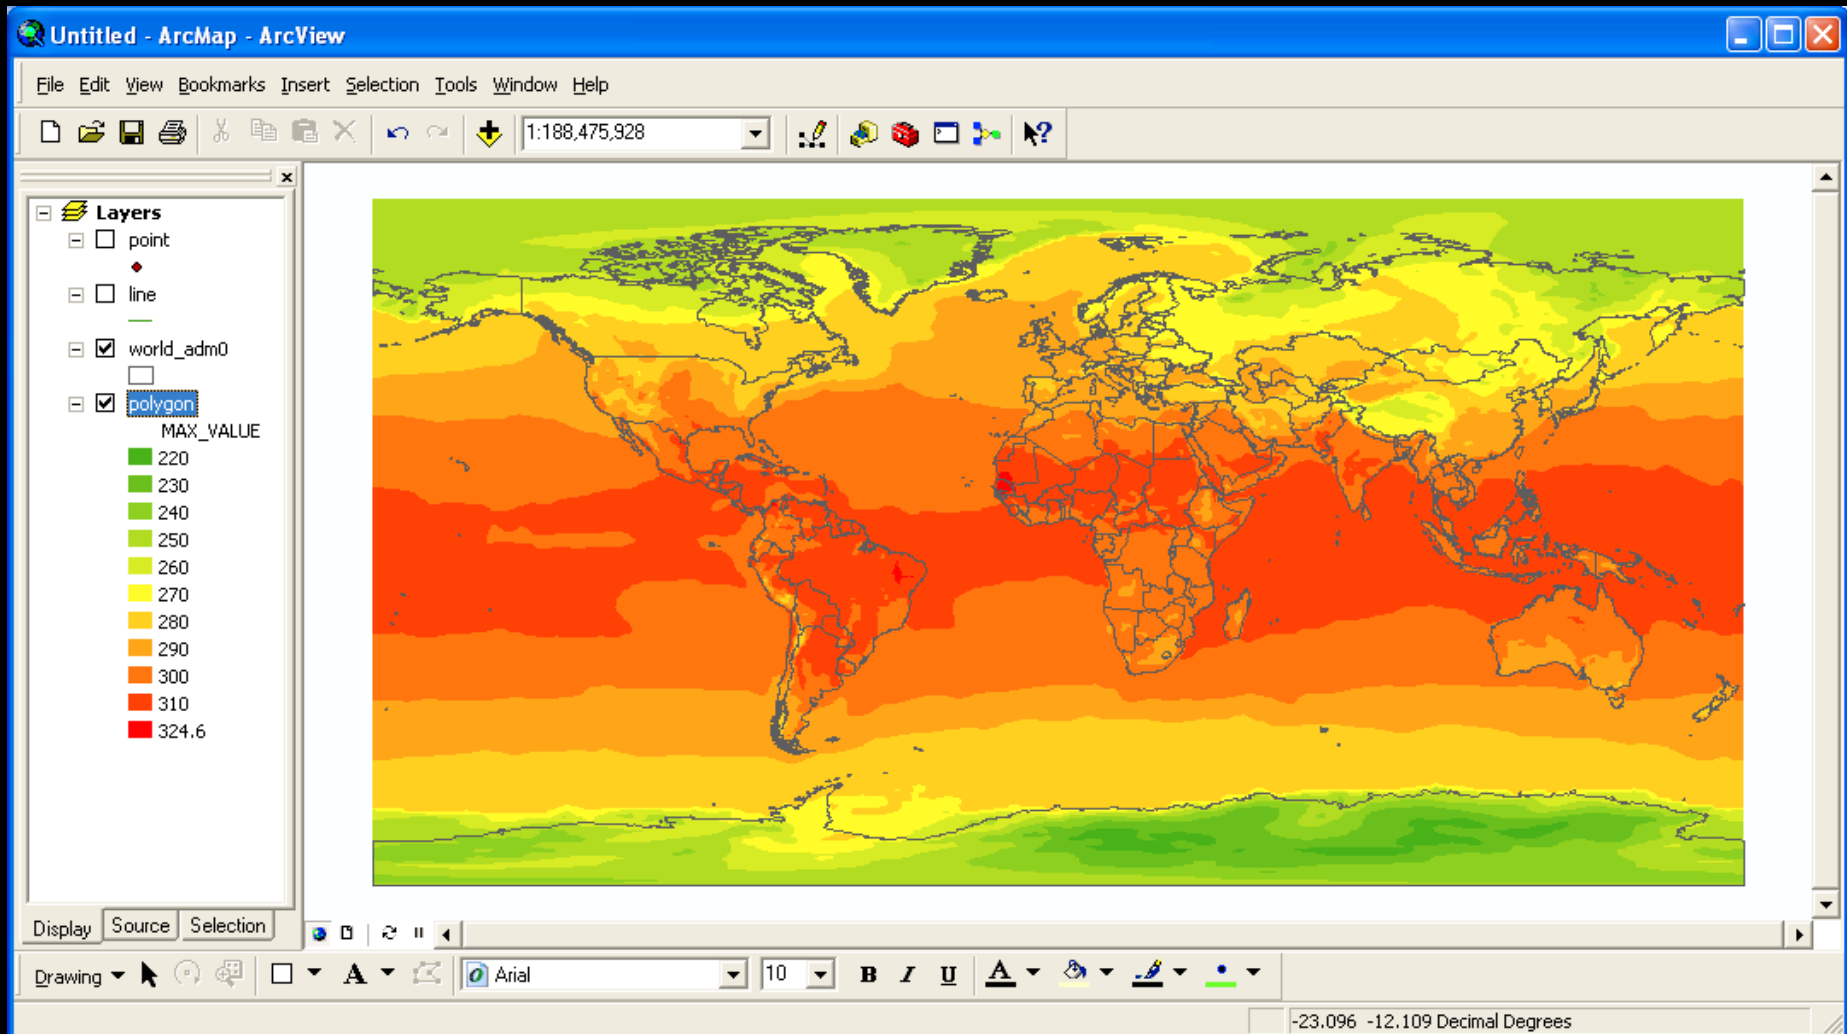 Untitled - ArcMap - ArcView
File Edit View Bookmarks Insert Selection Tools Window Help
1:188,475,928
Layers
point
line
world_adm0
polygon
MAX_VALUE
220
230
240
250
260
270
280
290
300
310
324.6
Display Source Selection
Drawing A Arial 10 B I U A
-23.096 -12.109 Decimal Degrees